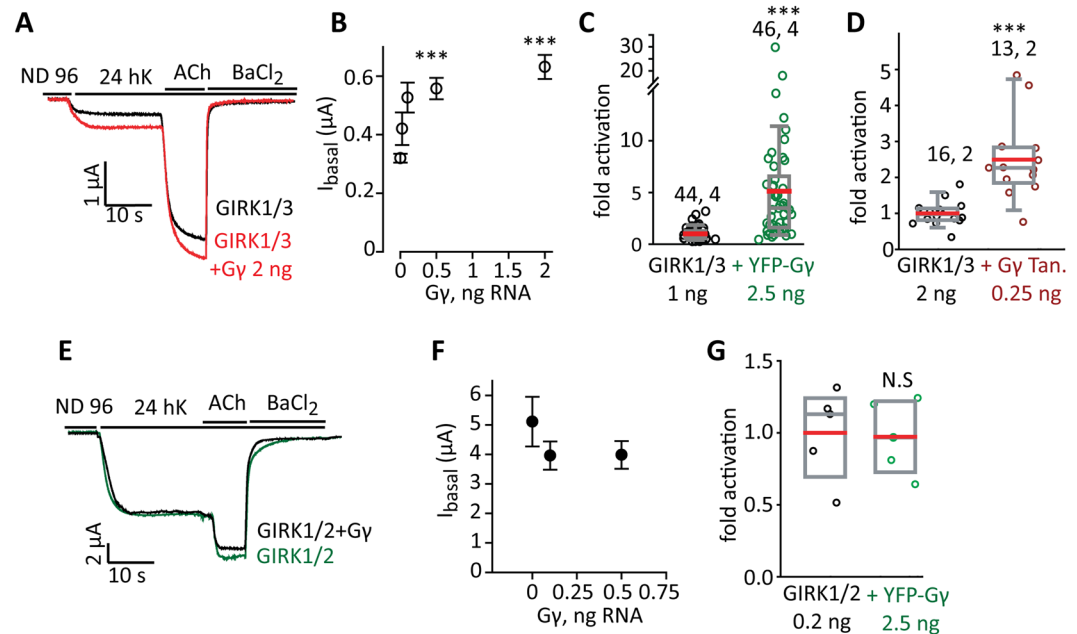 A
ND 96
24 hK
ACh
BaCl2
1 µA
10 s
GIRK1/3
GIRK1/3
+Gγ 2 ng
B
***
***
Ibasal (µA)
0.6
0.4
0.2
0
0
0.5
1
2
Gγ, ng RNA
C
***
46, 4
44, 4
fold activation
30
20
10
5
0
GIRK1/3
1 ng
+ YFP-Gγ
2.5 ng
D
***
13, 2
16, 2
fold activation
5
4
3
2
1
0
GIRK1/3
2 ng
+ Gγ Tan.
0.25 ng
E
ND 96
24 hK
ACh
BaCl2
2 µA
10 s
GIRK1/2+Gγ
GIRK1/2
F
Ibasal (µA)
6
5
4
3
2
1
0
0
0.25
0.5
0.75
Gγ, ng RNA
G
N.S
fold activation
1.5
1.0
0.5
0.0
GIRK1/2
0.2 ng
+ YFP-Gγ
2.5 ng